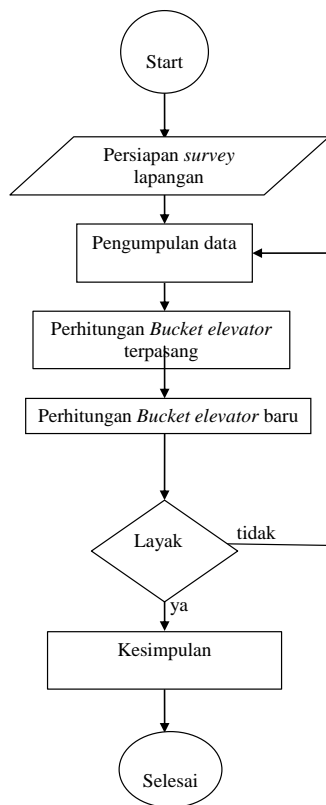 Start
Persiapan survey
lapangan
Pengumpulan data
Perhitungan Bucket elevator
terpasang
Perhitungan Bucket elevator baru
Layak
tidak
ya
Kesimpulan
Selesai